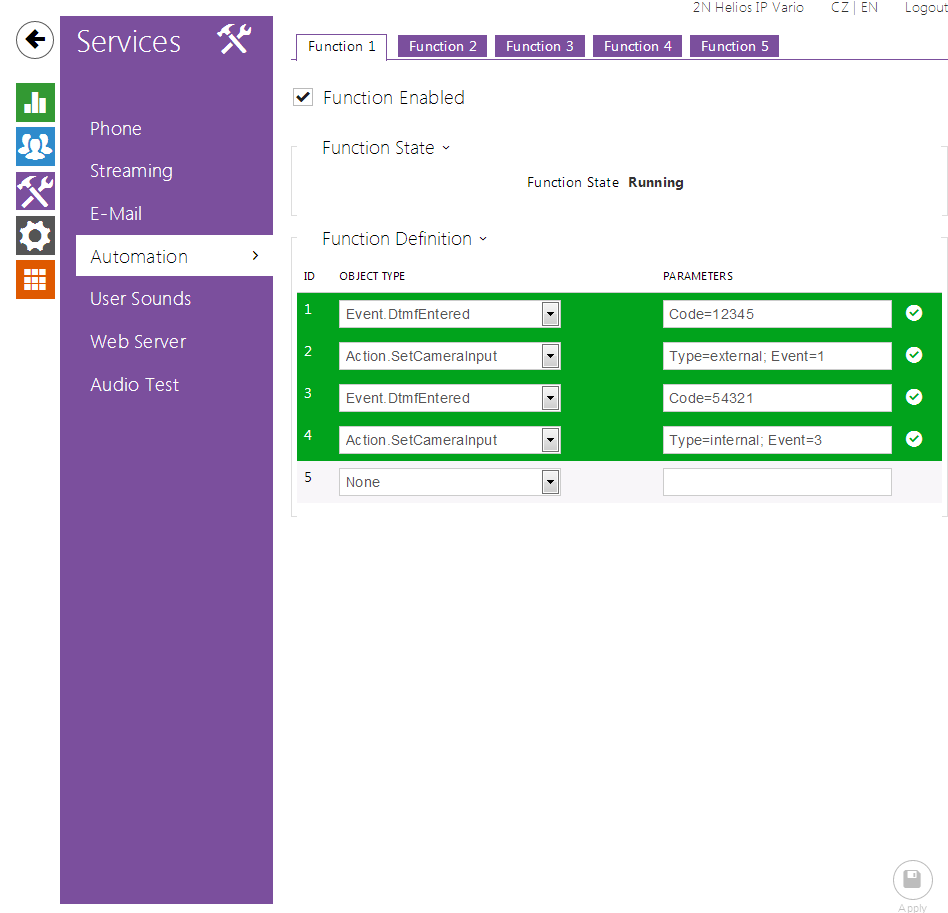 2N Helios IP Vario CZ | EN Logout
Services
Phone
Streaming
E-Mail
Automation
User Sounds
Web Server
Audio Test
Function 1 Function 2 Function 3 Function 4 Function 5
Function Enabled
Function State
Function State Running
Function Definition
ID OBJECT TYPE PARAMETERS
1 Event.DtmfEntered Code=12345
2 Action.SetCameraInput Type=external; Event=1
3 Event.DtmfEntered Code=54321
4 Action.SetCameraInput Type=internal; Event=3
5 None
Apply